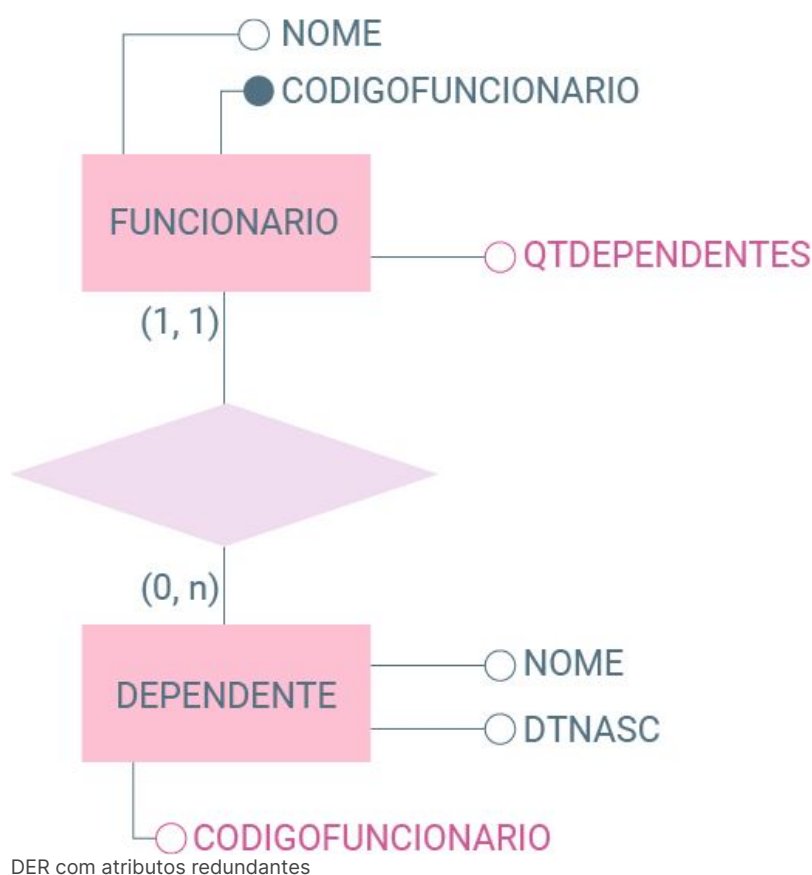 NOME
CODIGOFUNCIONARIO
FUNCIONARIO
QTDEPENDENTES
(1, 1)
(0, n)
NOME
DEPENDENTE
DTNASC
CODIGOFUNCIONARIO
DER com atributos redundantes